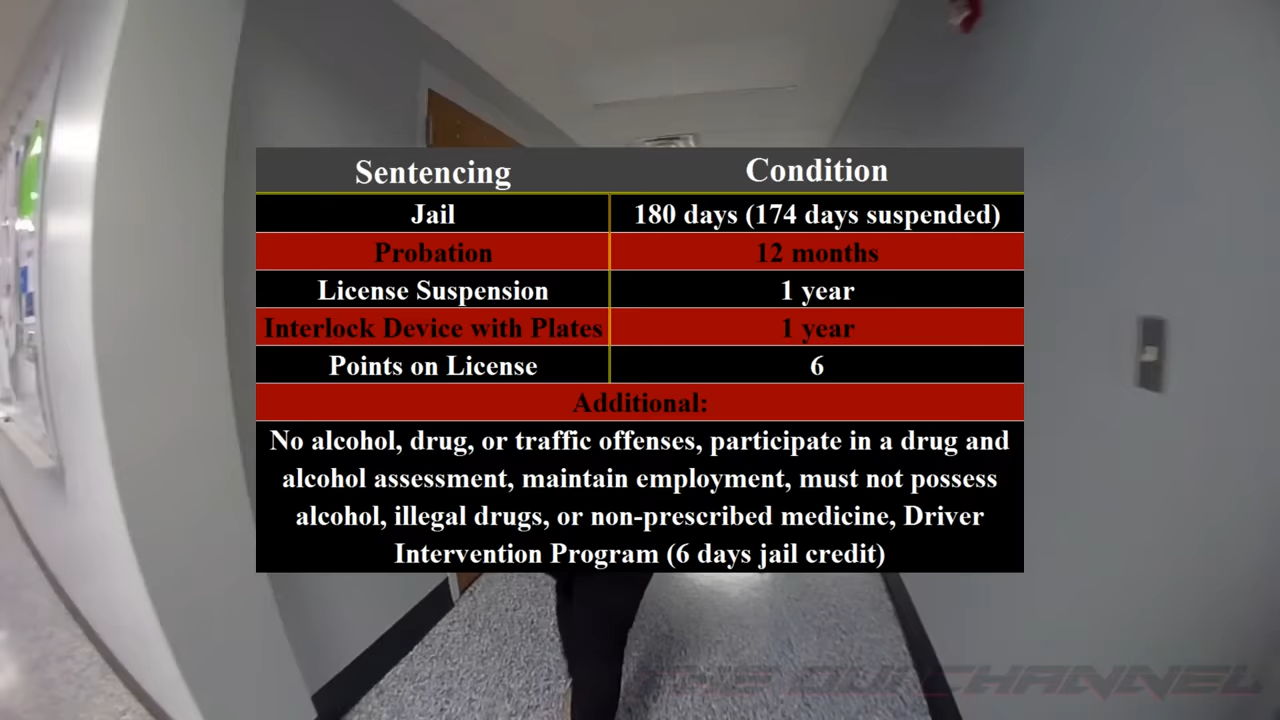 Sentencing Condition
Jail 180 days (174 days suspended)
Probation 12 months
License Suspension 1 year
Interlock Device with Plates 1 year
Points on License 6
Additional:
No alcohol, drug, or traffic offenses, participate in a drug and
alcohol assessment, maintain employment, must not possess
alcohol, illegal drugs, or non-prescribed medicine, Driver
Intervention Program (6 days jail credit)
THE DUI CHANNEL